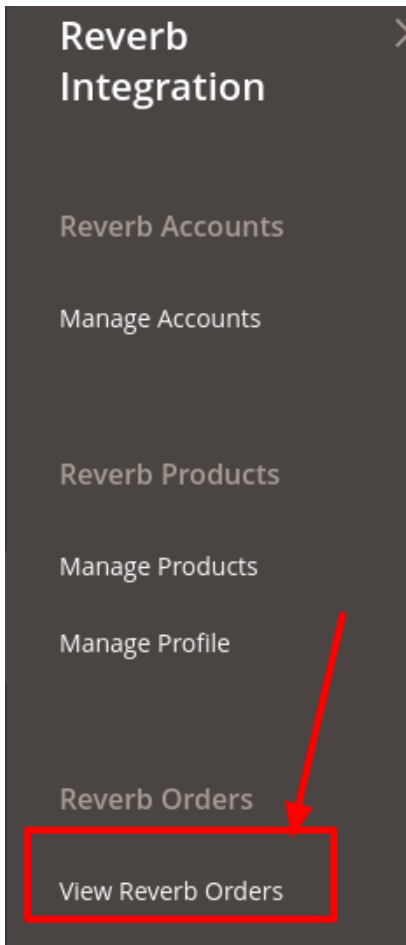 Reverb
Integration
Reverb Accounts
Manage Accounts
Reverb Products
Manage Products
Manage Profile
Reverb Orders
View Reverb Orders